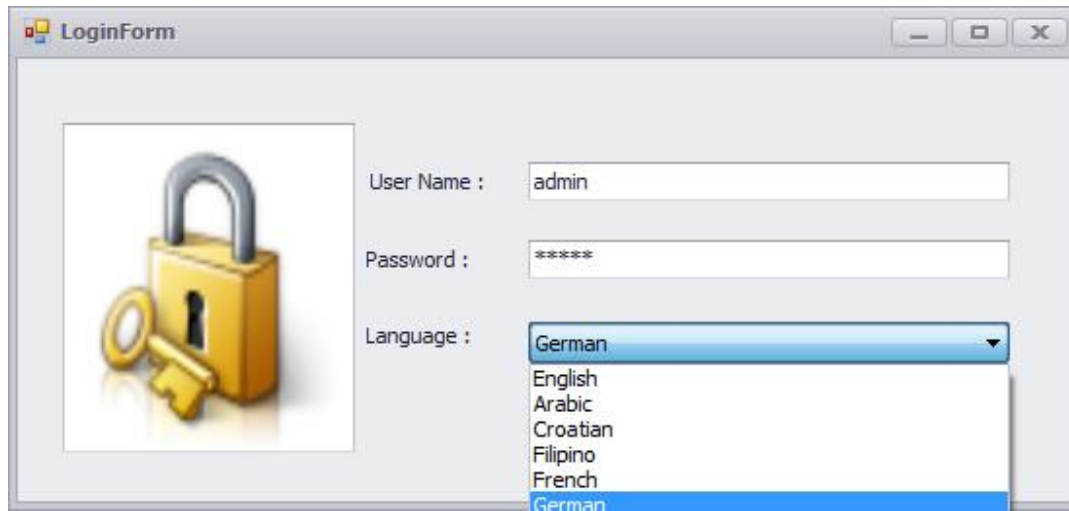 LoginForm
User Name : admin
Password : *****
Language : German
English
Arabic
Croatian
Filipino
French
German